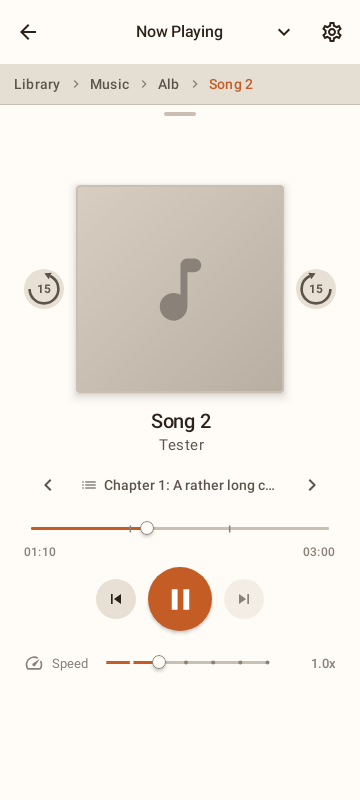 Now Playing
Library > Music > Alb > Song 2
15
15
Song 2
Tester
Chapter 1: A rather long c...
01:10
03:00
Speed
1.0x